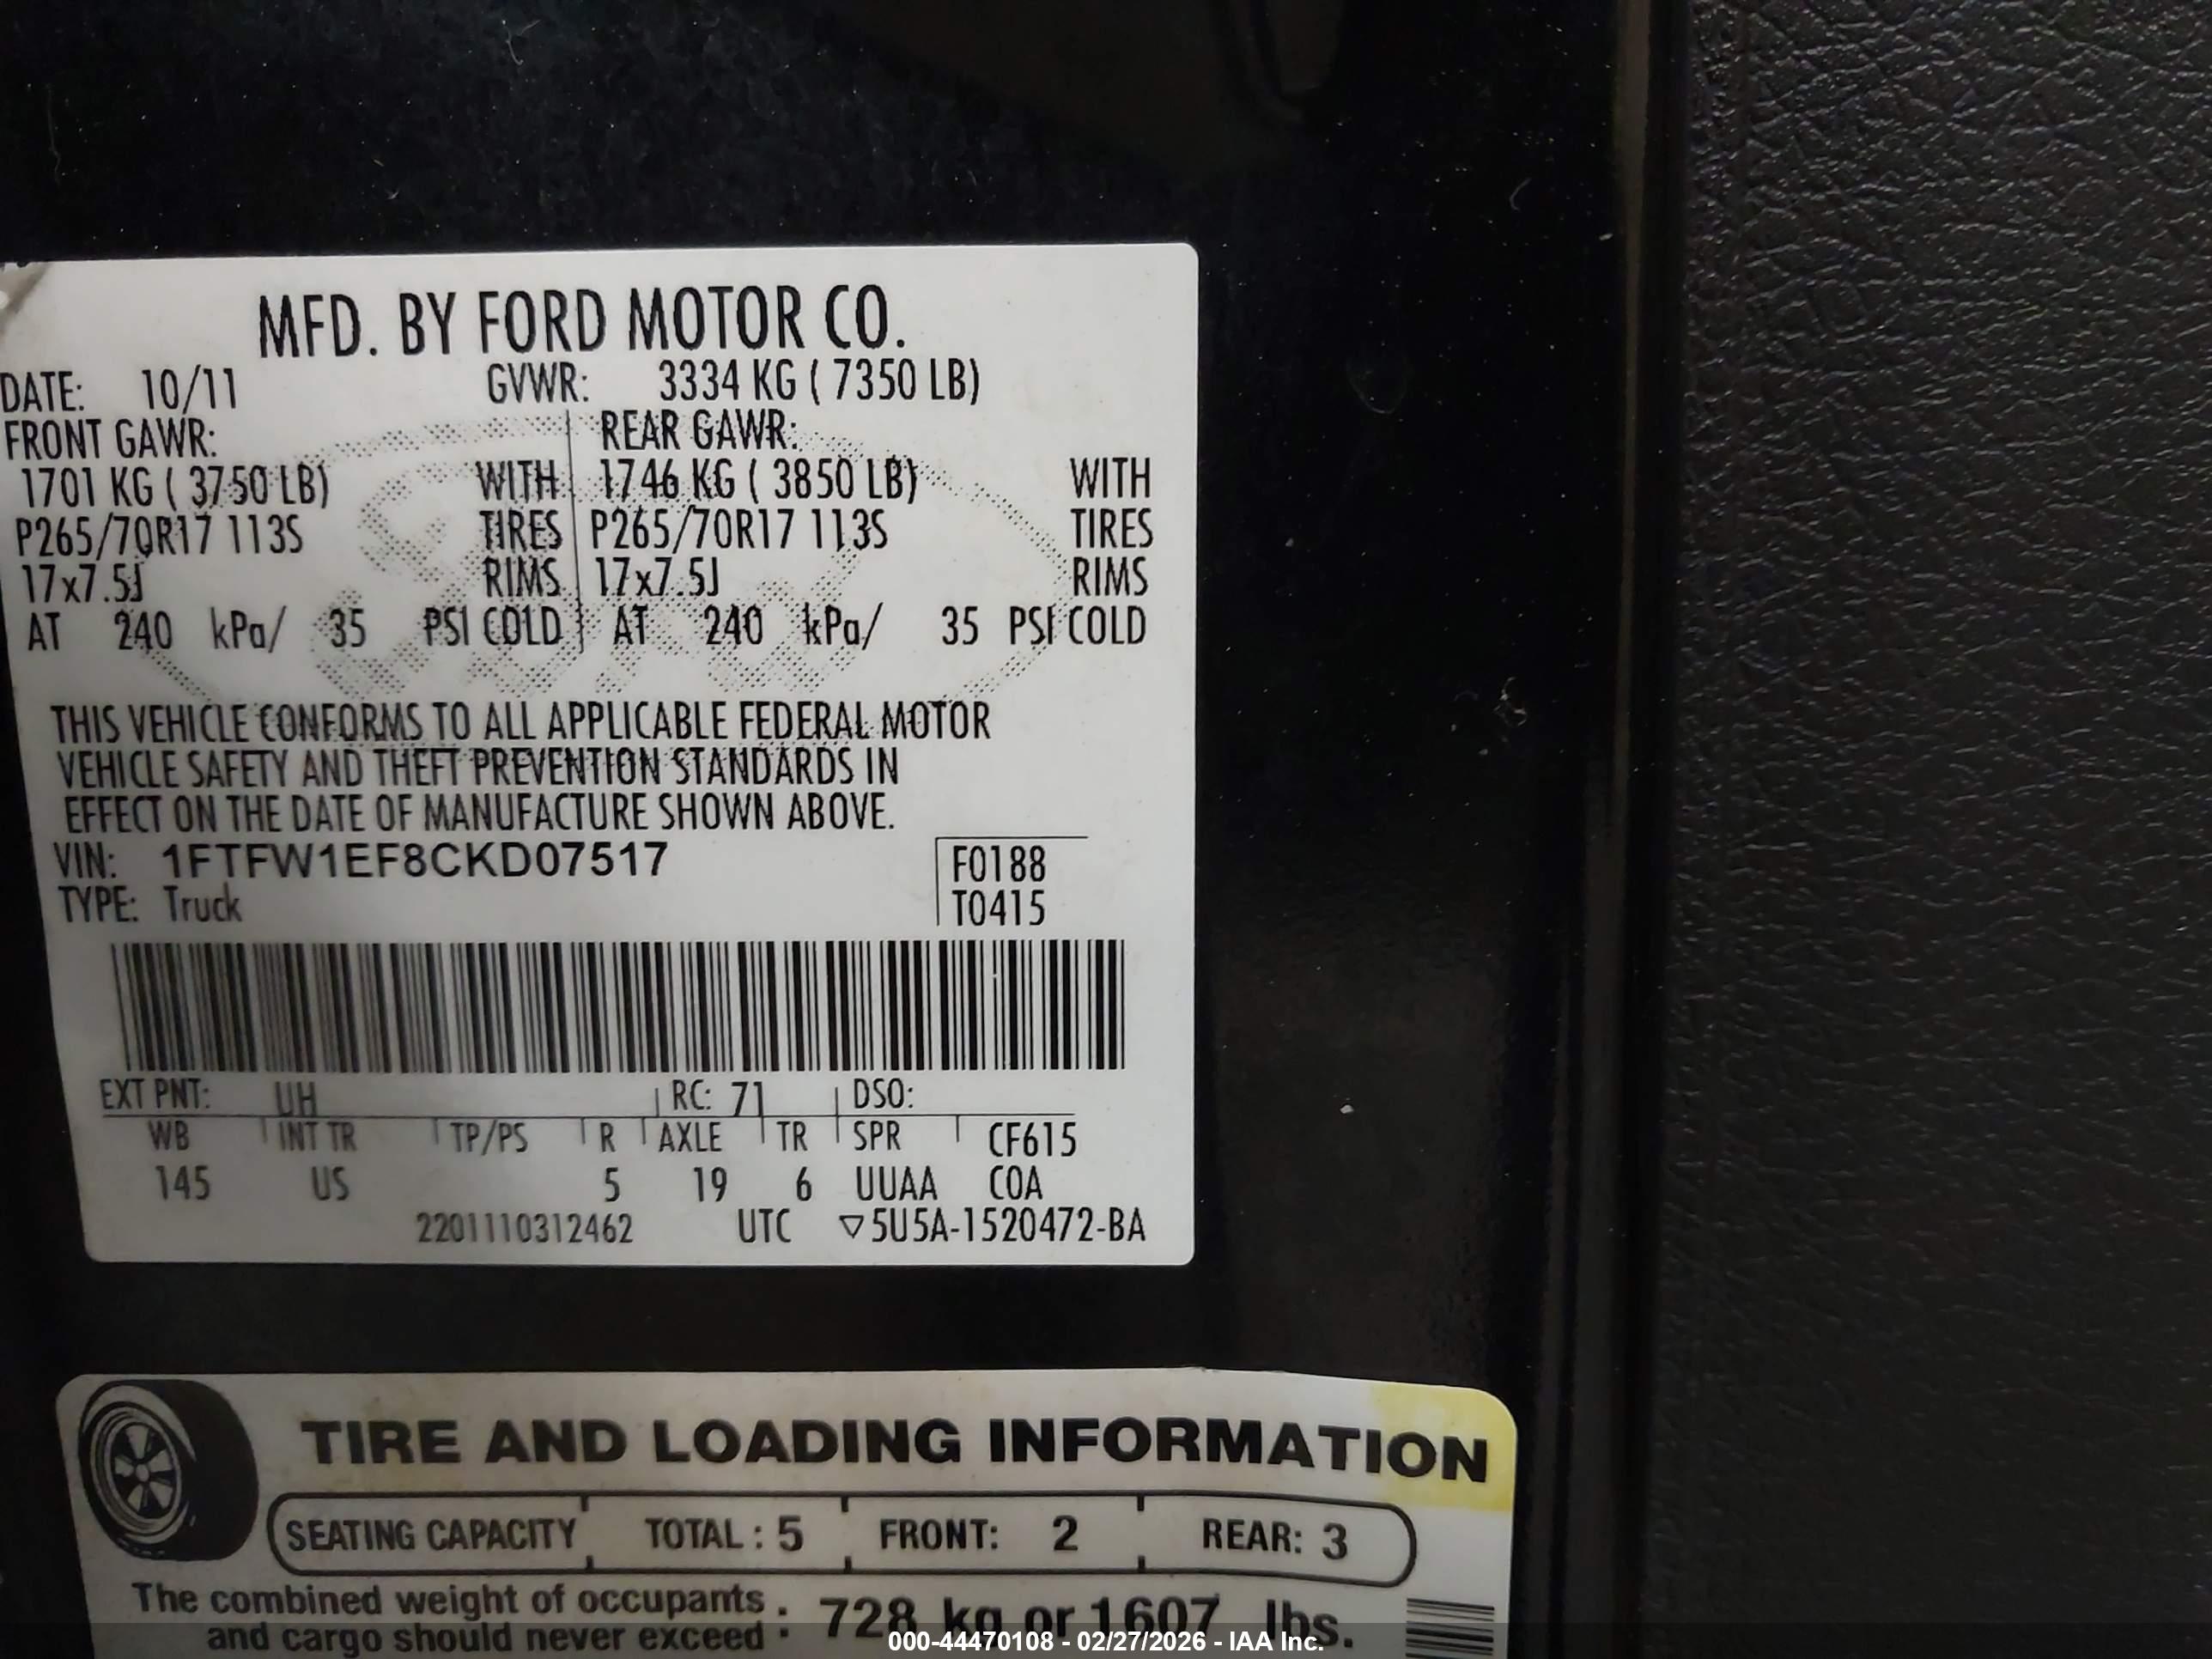 MFD. BY FORD MOTOR CO.
DATE: 10/11 GVWR: 3334 KG ( 7350 LB)
FRONT GAWR: REAR GAWR:
1701 KG ( 3750 LB) WITH 1746 KG ( 3850 LB) WITH
P265/70R17 113S TIRES P265/70R17 113S TIRES
17x7.5J RIMS 17x7.5J RIMS
AT 240 kPa/ 35 PSI COLD AT 240 kPa/ 35 PSI COLD
THIS VEHICLE CONFORMS TO ALL APPLICABLE FEDERAL MOTOR
VEHICLE SAFETY AND THEFT PREVENTION STANDARDS IN
EFFECT ON THE DATE OF MANUFACTURE SHOWN ABOVE.
VIN: 1FTFW1EF8CKD07517 F0188
TYPE: Truck T0415
EXT PNT: UH RC: 71 DSO:
WB INT TR TP/PS R AXLE TR SPR CF615
145 US 5 19 6 UUAA COA
2201110312462 UTC ▽5U5A-1520472-BA
TIRE AND LOADING INFORMATION
SEATING CAPACITY TOTAL : 5 FRONT: 2 REAR: 3
The combined weight of occupants
and cargo should never exceed : 728 kg or 1607 lbs.
000-44470108 - 02/27/2026 - IAA Inc.